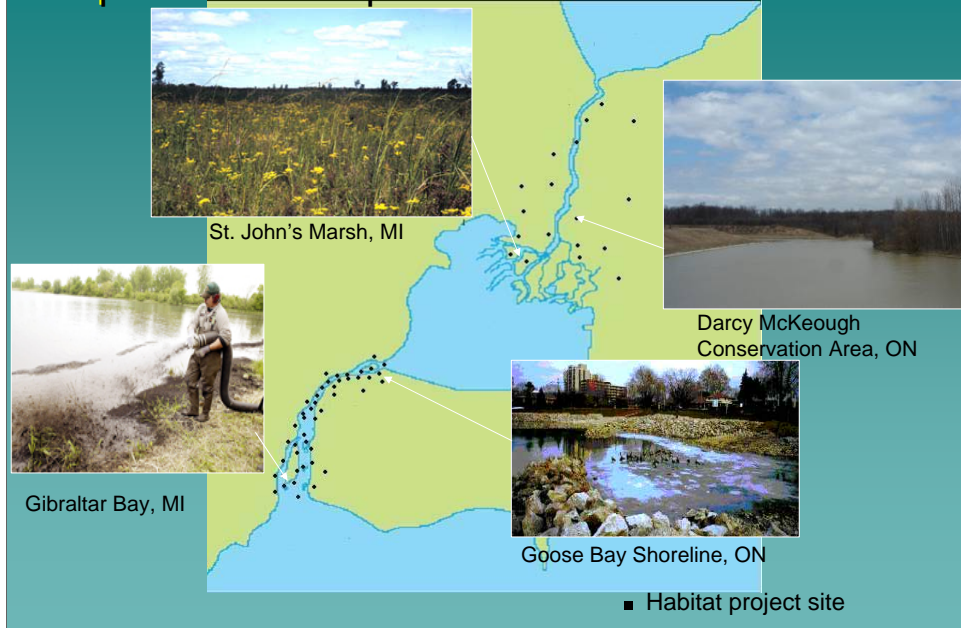 St. John's Marsh, MI
Darcy McKeough
Conservation Area, ON
Gibraltar Bay, MI
Goose Bay Shoreline, ON
Habitat project site